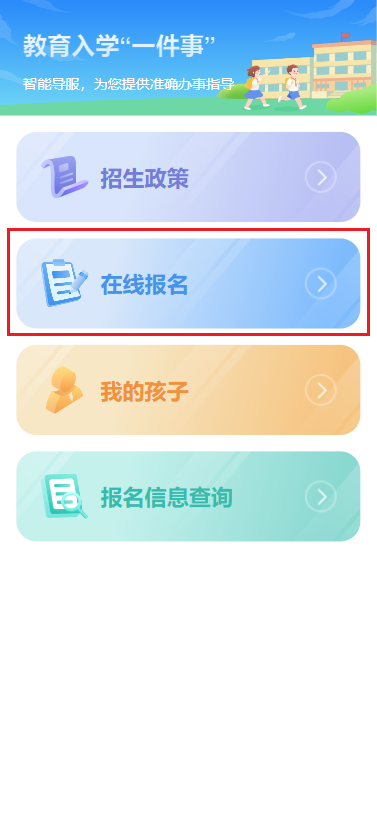 教育入学“一件事”
智能导服，为您提供准确办事指导
招生政策
在线报名
我的孩子
报名信息查询